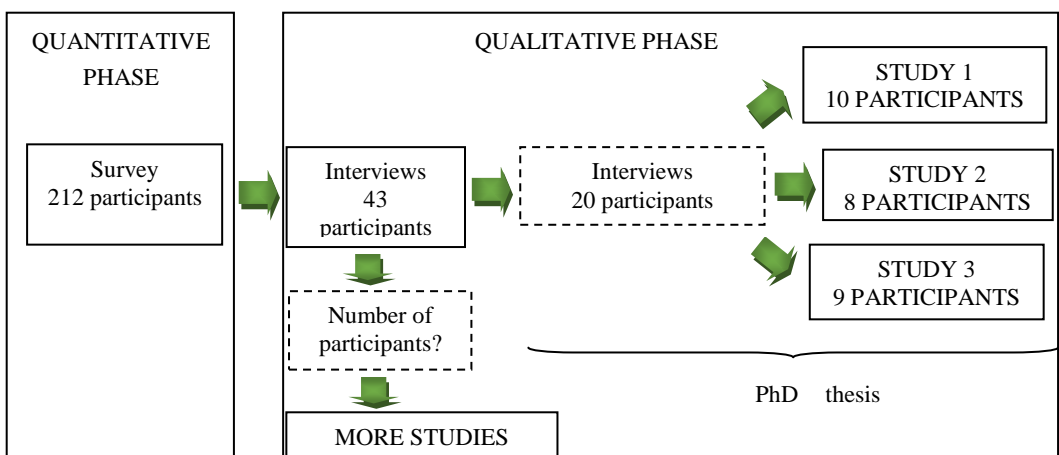 QUANTITATIVE
PHASE
Survey
212 participants
QUALITATIVE PHASE
Interviews
43
participants
Interviews
20 participants
STUDY 1
10 PARTICIPANTS
STUDY 2
8 PARTICIPANTS
STUDY 3
9 PARTICIPANTS
Number of
participants?
MORE STUDIES
PhD thesis